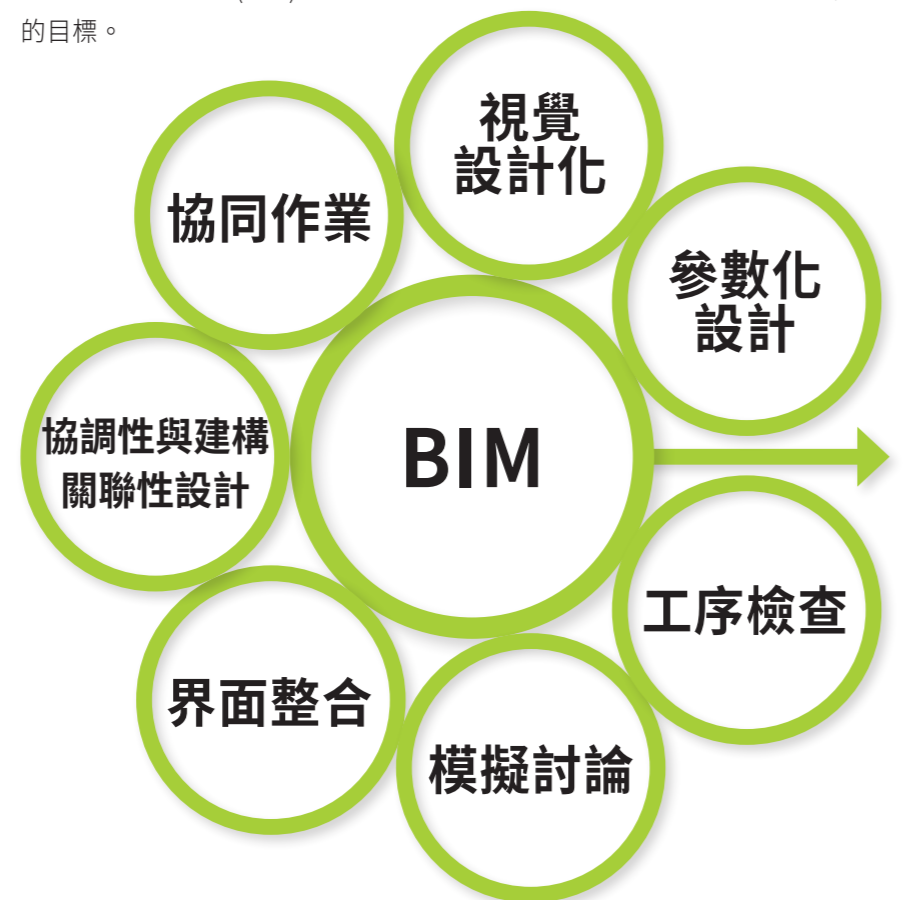 的目標。
視覺
設計化
協同作業
參數化
設計
協調性與建構
關聯性設計
BIM
工序檢查
界面整合
模擬討論